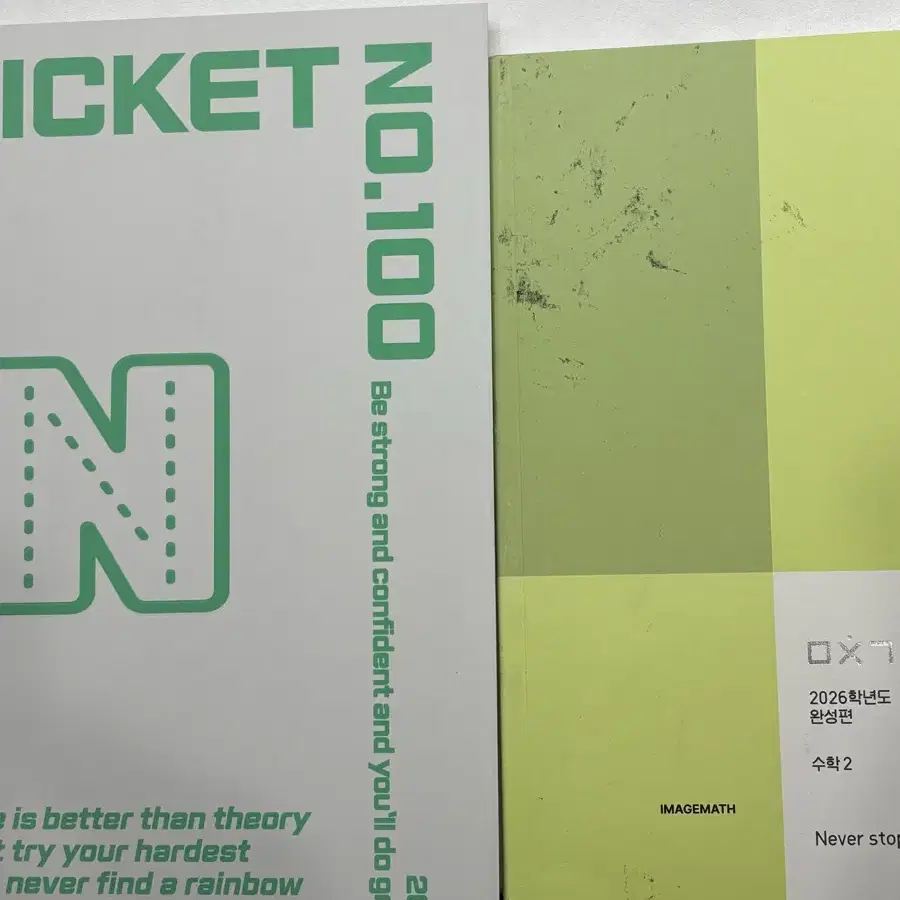 ICKET
NO.100
N
Be strong and confident and you'll do
is better than theory
try your hardest
never find a rainbow
2026학년도
완성편
수학 2
IMAGEMATH
Never stop